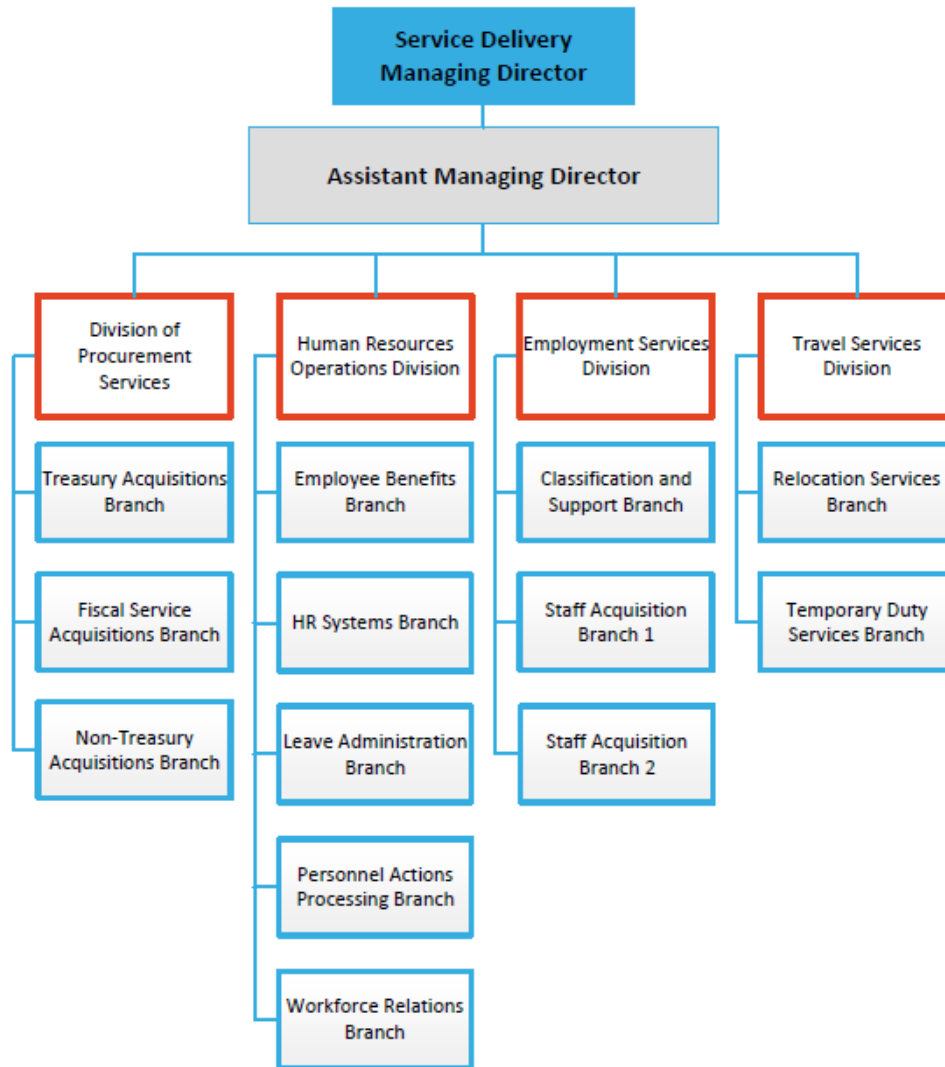 Service Delivery
Managing Director
Assistant Managing Director
Division of
Procurement
Services
Human Resources
Operations Division
Employment Services
Division
Travel Services
Division
Treasury Acquisitions
Branch
Employee Benefits
Branch
Classification and
Support Branch
Relocation Services
Branch
Fiscal Service
Acquisitions Branch
HR Systems Branch
Staff Acquisition
Branch 1
Temporary Duty
Services Branch
Non-Treasury
Acquisitions Branch
Leave Administration
Branch
Staff Acquisition
Branch 2
Personnel Actions
Processing Branch
Workforce Relations
Branch